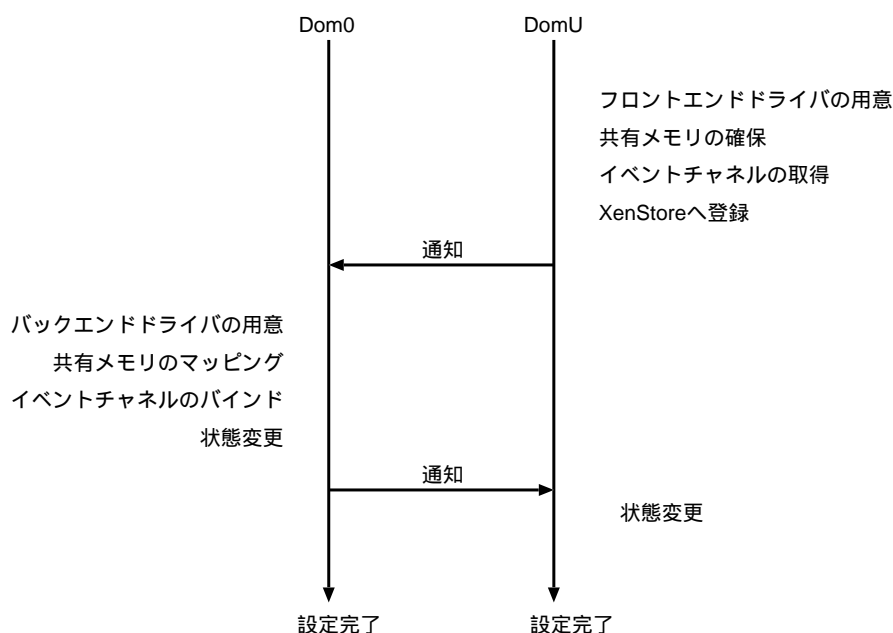 Dom0
DomU
フロントエンドドライバの用意
共有メモリの確保
イベントチャネルの取得
XenStoreへ登録
通知
バックエンドドライバの用意
共有メモリのマッピング
イベントチャネルのバインド
状態変更
通知
状態変更
設定完了
設定完了